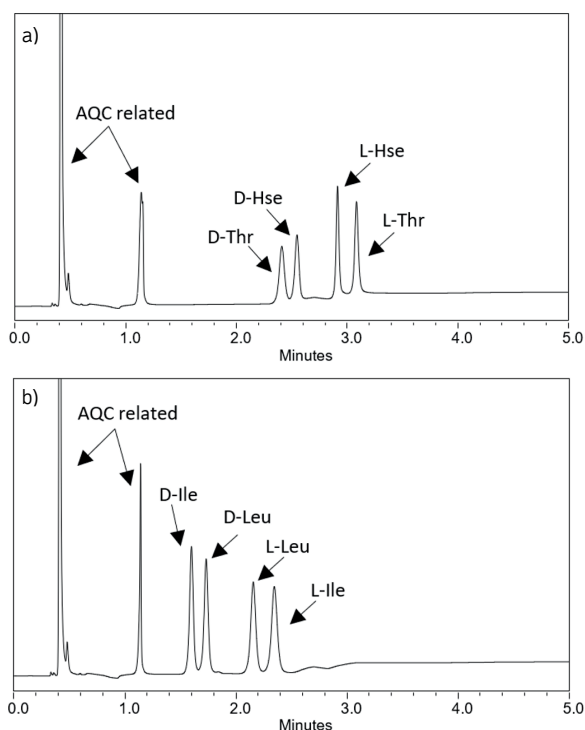 a)
AQC related
L-Hse
D-Hse
L-Thr
D-Thr
0.0 1.0 2.0 3.0 4.0 5.0
Minutes
b)
AQC related
D-Ile
D-Leu
L-Leu
L-Ile
0.0 1.0 2.0 3.0 4.0 5.0
Minutes